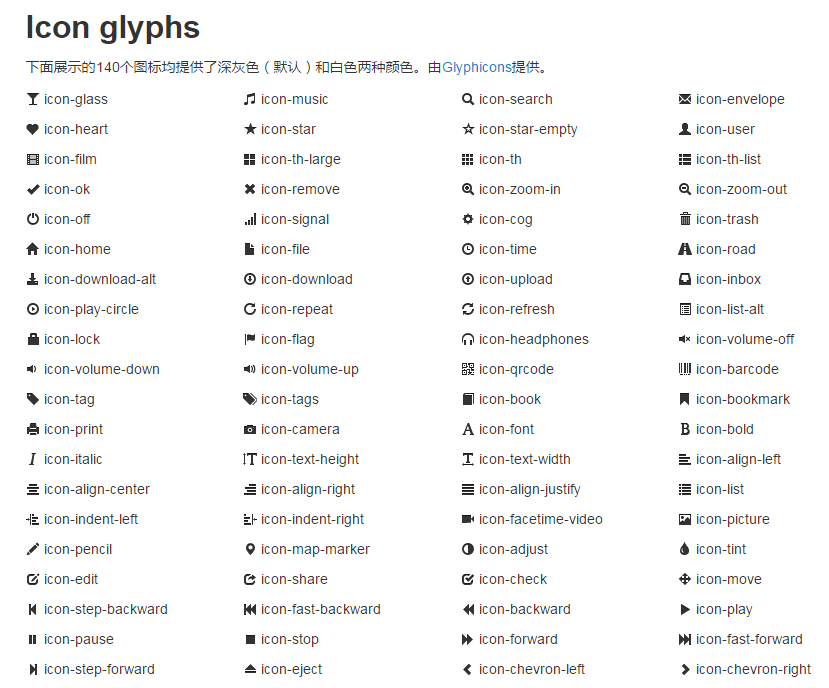 Icon glyphs
下面展示的140个图标均提供了深灰色（默认）和白色两种颜色。由Glyphicons提供。
icon-glass icon-music icon-search icon-envelope
icon-heart icon-star icon-star-empty icon-user
icon-film icon-th-large icon-th icon-th-list
icon-ok icon-remove icon-zoom-in icon-zoom-out
icon-off icon-signal icon-cog icon-trash
icon-home icon-file icon-time icon-road
icon-download-alt icon-download icon-upload icon-inbox
icon-play-circle icon-repeat icon-refresh icon-list-alt
icon-lock icon-flag icon-headphones icon-volume-off
icon-volume-down icon-volume-up icon-qrcode icon-barcode
icon-tag icon-tags icon-book icon-bookmark
icon-print icon-camera icon-font icon-bold
icon-italic icon-text-height icon-text-width icon-align-left
icon-align-center icon-align-right icon-align-justify icon-list
icon-indent-left icon-indent-right icon-facetime-video icon-picture
icon-pencil icon-map-marker icon-adjust icon-tint
icon-edit icon-share icon-check icon-move
icon-step-backward icon-fast-backward icon-backward icon-play
icon-pause icon-stop icon-forward icon-fast-forward
icon-step-forward icon-eject icon-chevron-left icon-chevron-right